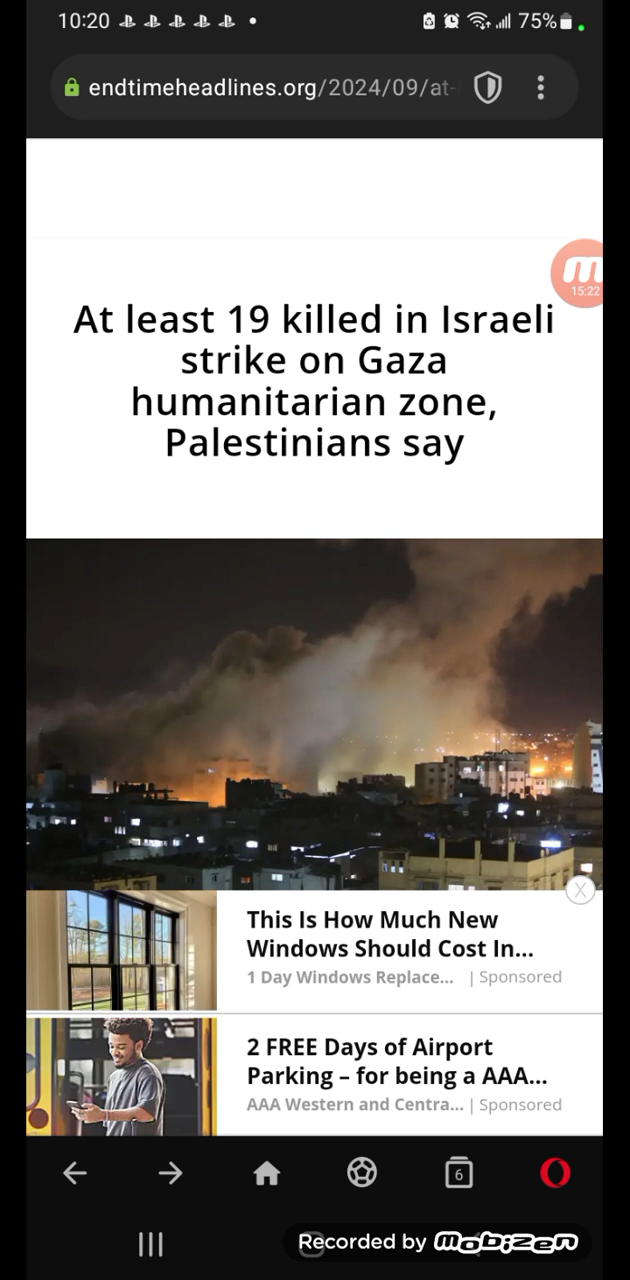 10:20
75%
endtimeheadlines.org/2024/09/at-
15:22
At least 19 killed in Israeli
strike on Gaza
humanitarian zone,
Palestinians say
X
This Is How Much New
Windows Should Cost In...
1 Day Windows Replace... | Sponsored
2 FREE Days of Airport
Parking – for being a AAA...
AAA Western and Centra... | Sponsored
6
Recorded by Mobizen